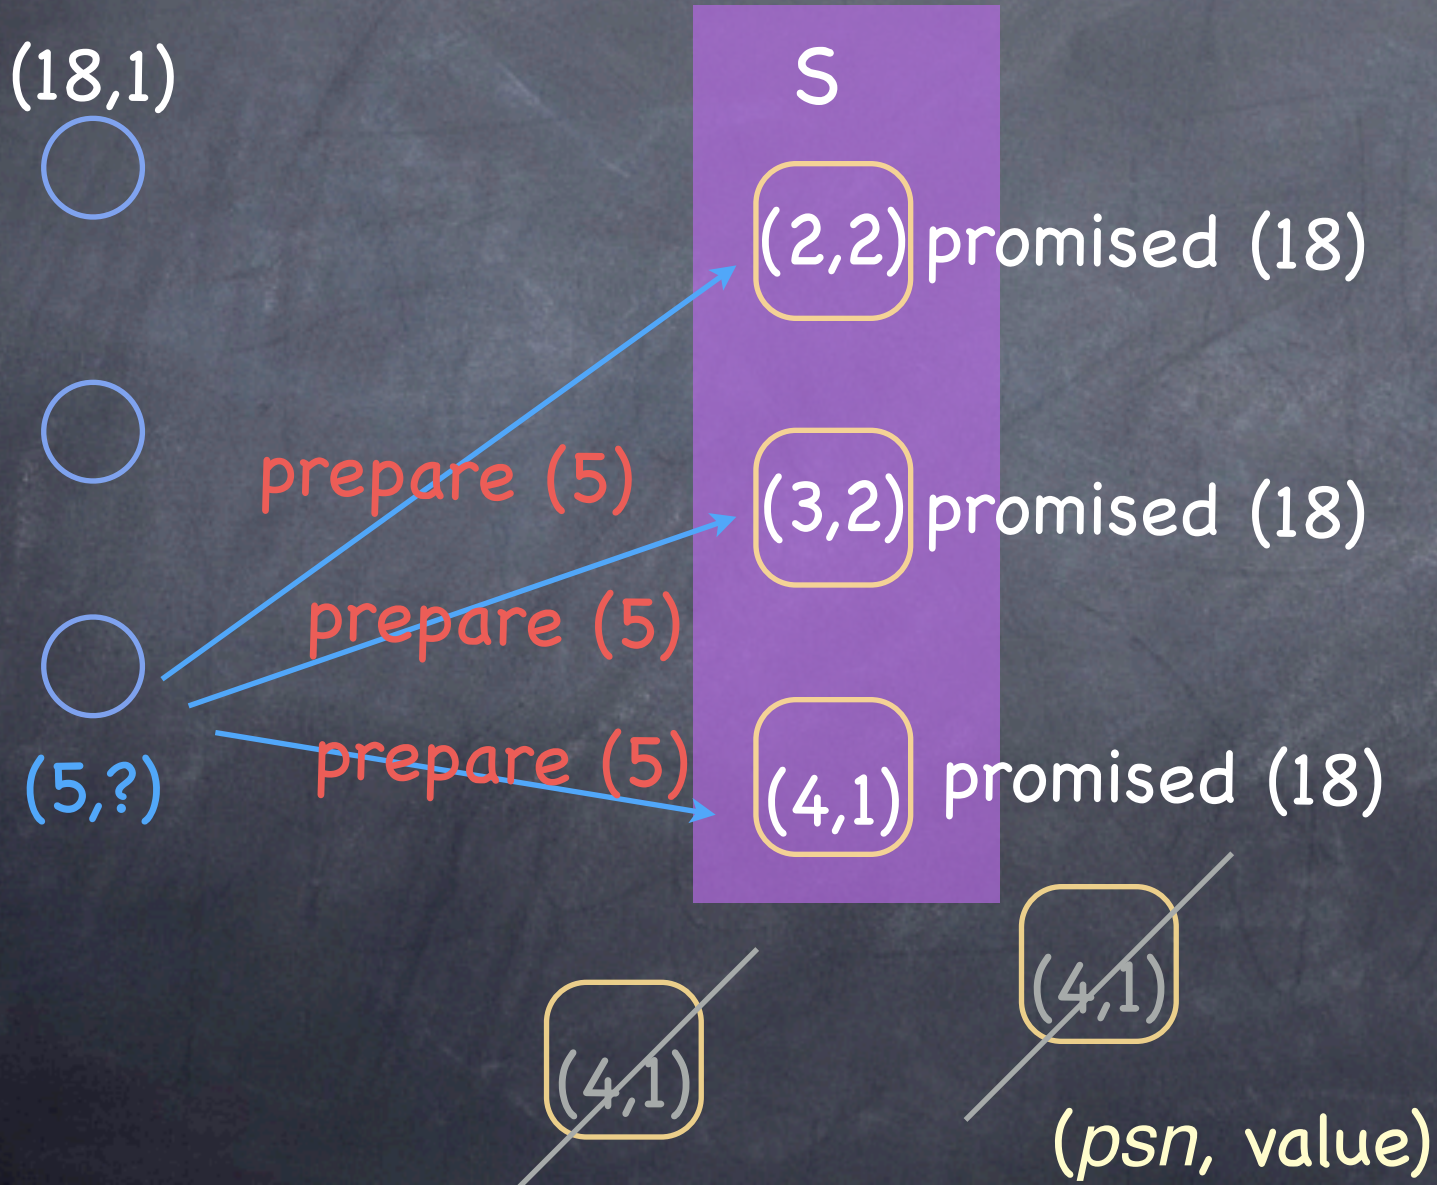 (18,1)
S
(2,2) promised (18)
prepare (5)
(3,2) promised (18)
prepare (5)
prepare (5)
(5,?)
(4,1) promised (18)
(4,1)
(4,1)
(psn, value)